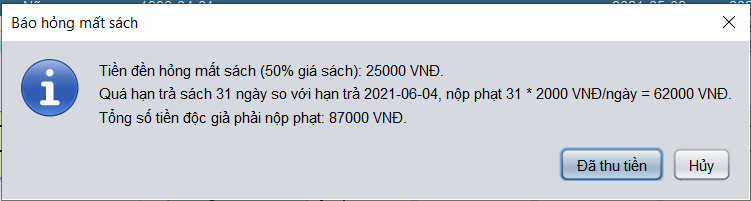 Báo hỏng mất sách
Tiền đền hỏng mất sách (50% giá sách): 25000 VNĐ.
Quá hạn trả sách 31 ngày so với hạn trả 2021-06-04, nộp phạt 31 * 2000 VNĐ/ngày = 62000 VNĐ.
Tổng số tiền độc giả phải nộp phạt: 87000 VNĐ.
Đã thu tiền
Hủy